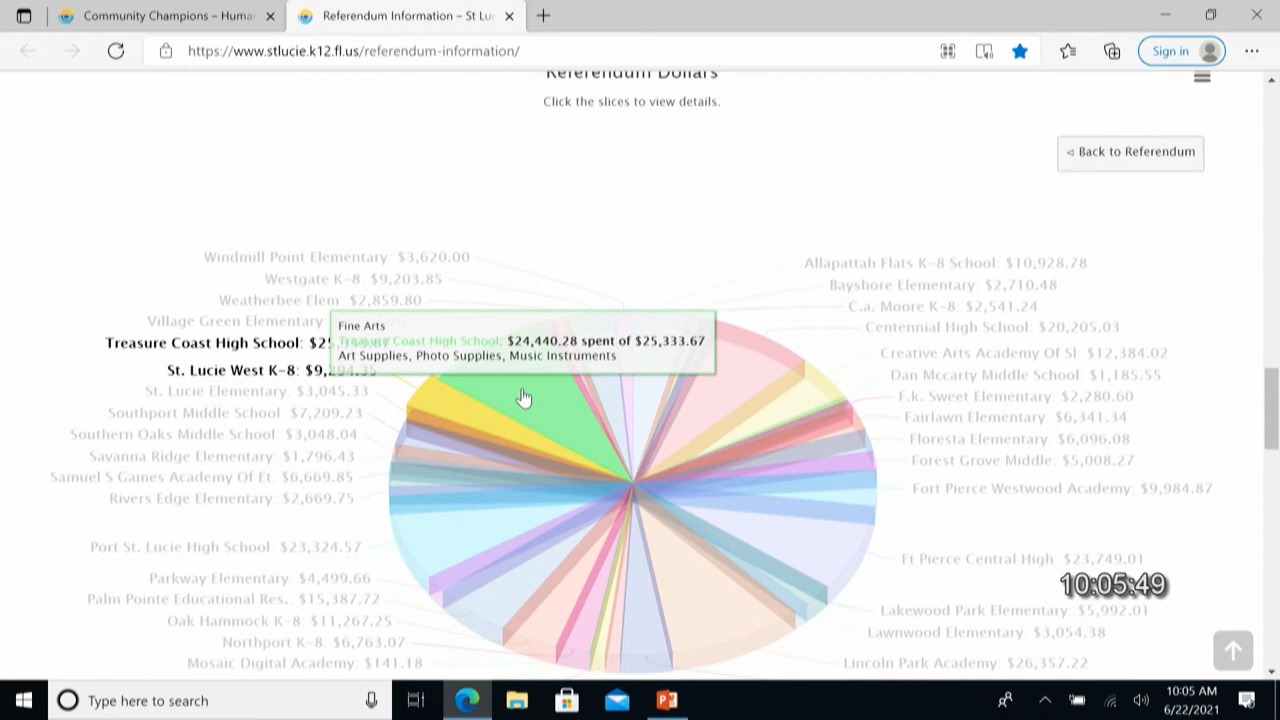 Community Champions – Huma
Referendum Information – St Lu
https://www.stlucie.k12.fl.us/referendum-information/
Sign in
Referendum Dollars
Click the slices to view details.
◁ Back to Referendum
Windmill Point Elementary: $3,620.00
Westgate K-8: $9,203.85
Weatherbee Elem: $2,859.80
Village Green Elementary:
Treasure Coast High School: $25
St. Lucie West K-8: $9,294.35
St. Lucie Elementary: $3,045.33
Southport Middle School: $7,209.23
Southern Oaks Middle School: $3,048.04
Savanna Ridge Elementary: $1,796.43
Samuel S Gaines Academy Of Et: $6,669.85
Rivers Edge Elementary: $2,669.75
Port St. Lucie High School: $23,324.57
Parkway Elementary: $4,499.66
Palm Pointe Educational Res.: $15,387.72
Oak Hammock K-8: $11,267.25
Northport K-8: $6,763.07
Mosaic Digital Academy: $141.18
Fine Arts
Treasure Coast High School: $24,440.28 spent of $25,333.67
Art Supplies, Photo Supplies, Music Instruments
Allapattah Flats K-8 School: $10,928.78
Bayshore Elementary: $2,710.48
C.a. Moore K-8: $2,541.24
Centennial High School: $20,205.03
Creative Arts Academy Of Sl: $12,384.02
Dan Mccarty Middle School: $1,185.55
F.k. Sweet Elementary: $2,280.60
Fairlawn Elementary: $6,341.34
Floresta Elementary: $6,096.08
Forest Grove Middle: $5,008.27
Fort Pierce Westwood Academy: $9,984.87
Ft Pierce Central High: $23,749.01
10:05:49
Lakewood Park Elementary: $5,992.01
Lawnwood Elementary: $3,054.38
Lincoln Park Academy: $26,357.22
Type here to search
10:05 AM
6/22/2021